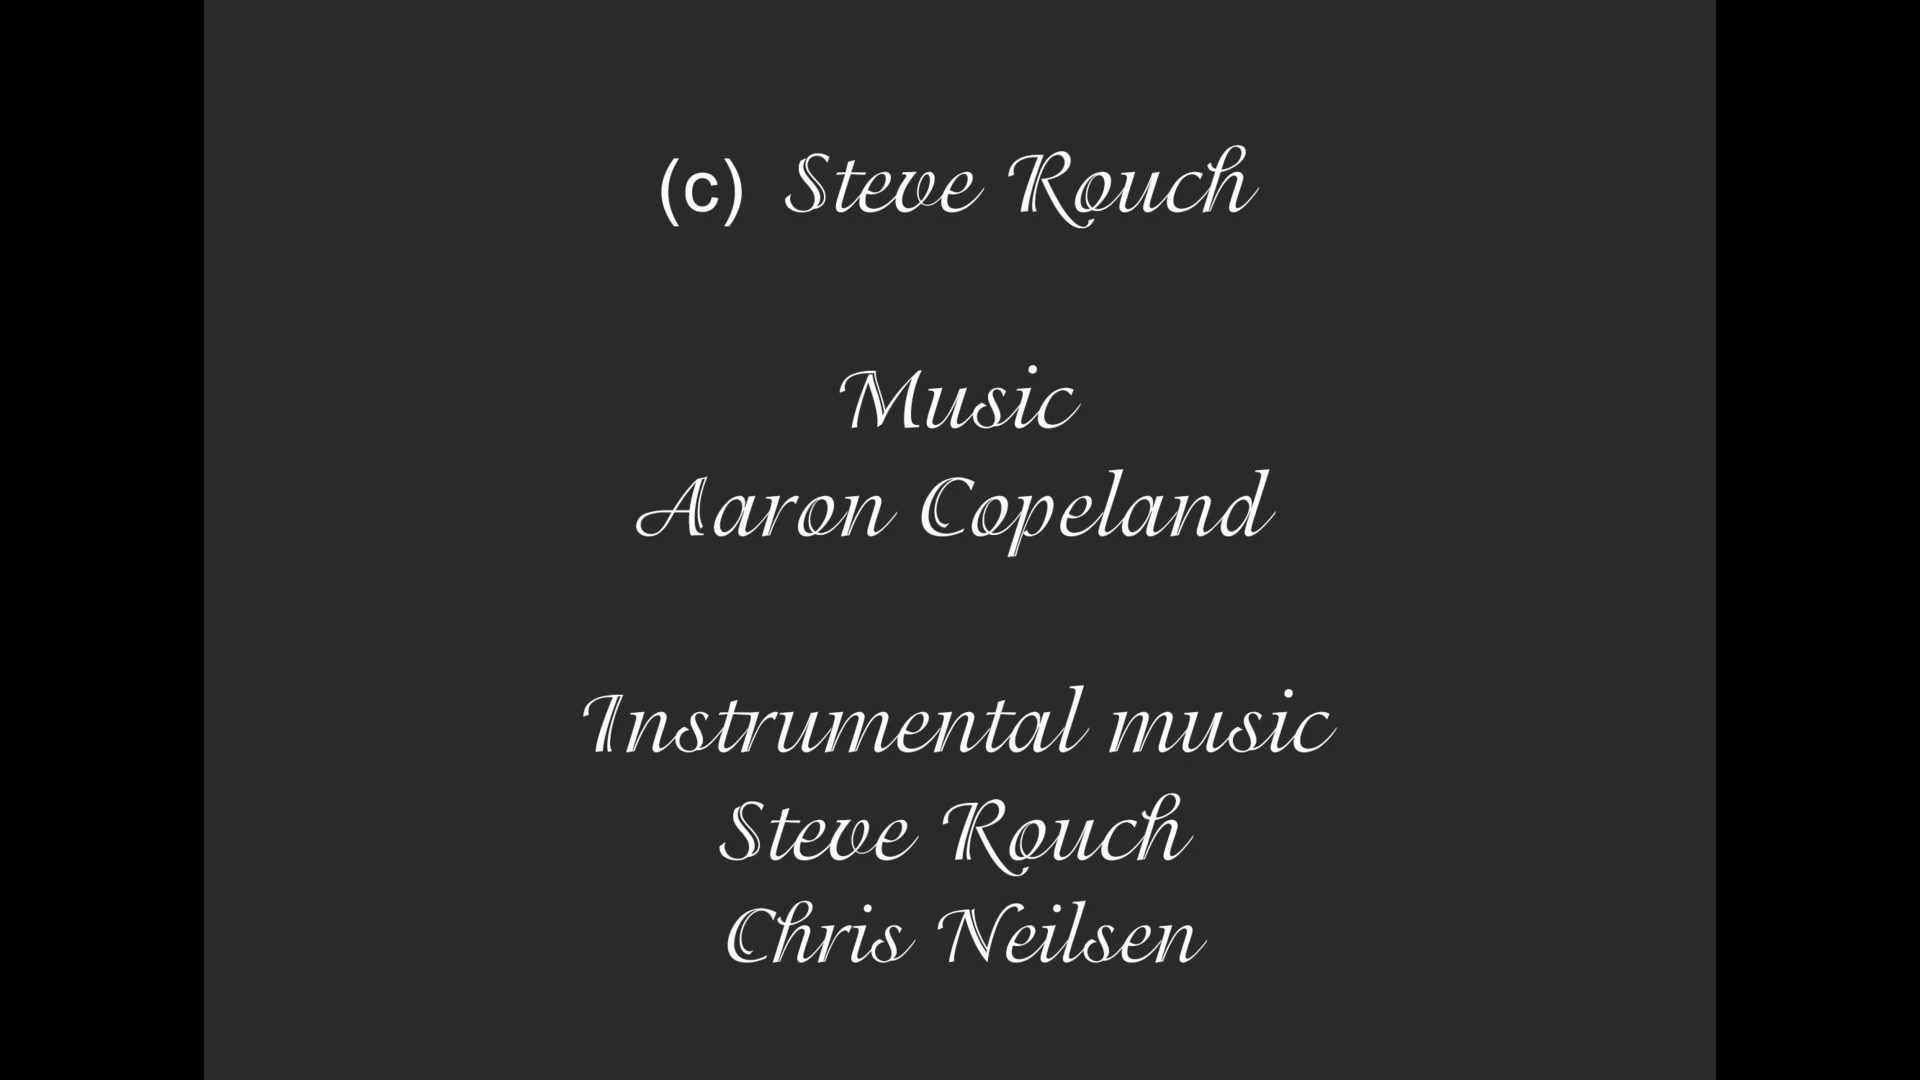 (c) Steve Rouch
Music
Aaron Copeland
Instrumental music
Steve Rouch
Chris Neilsen